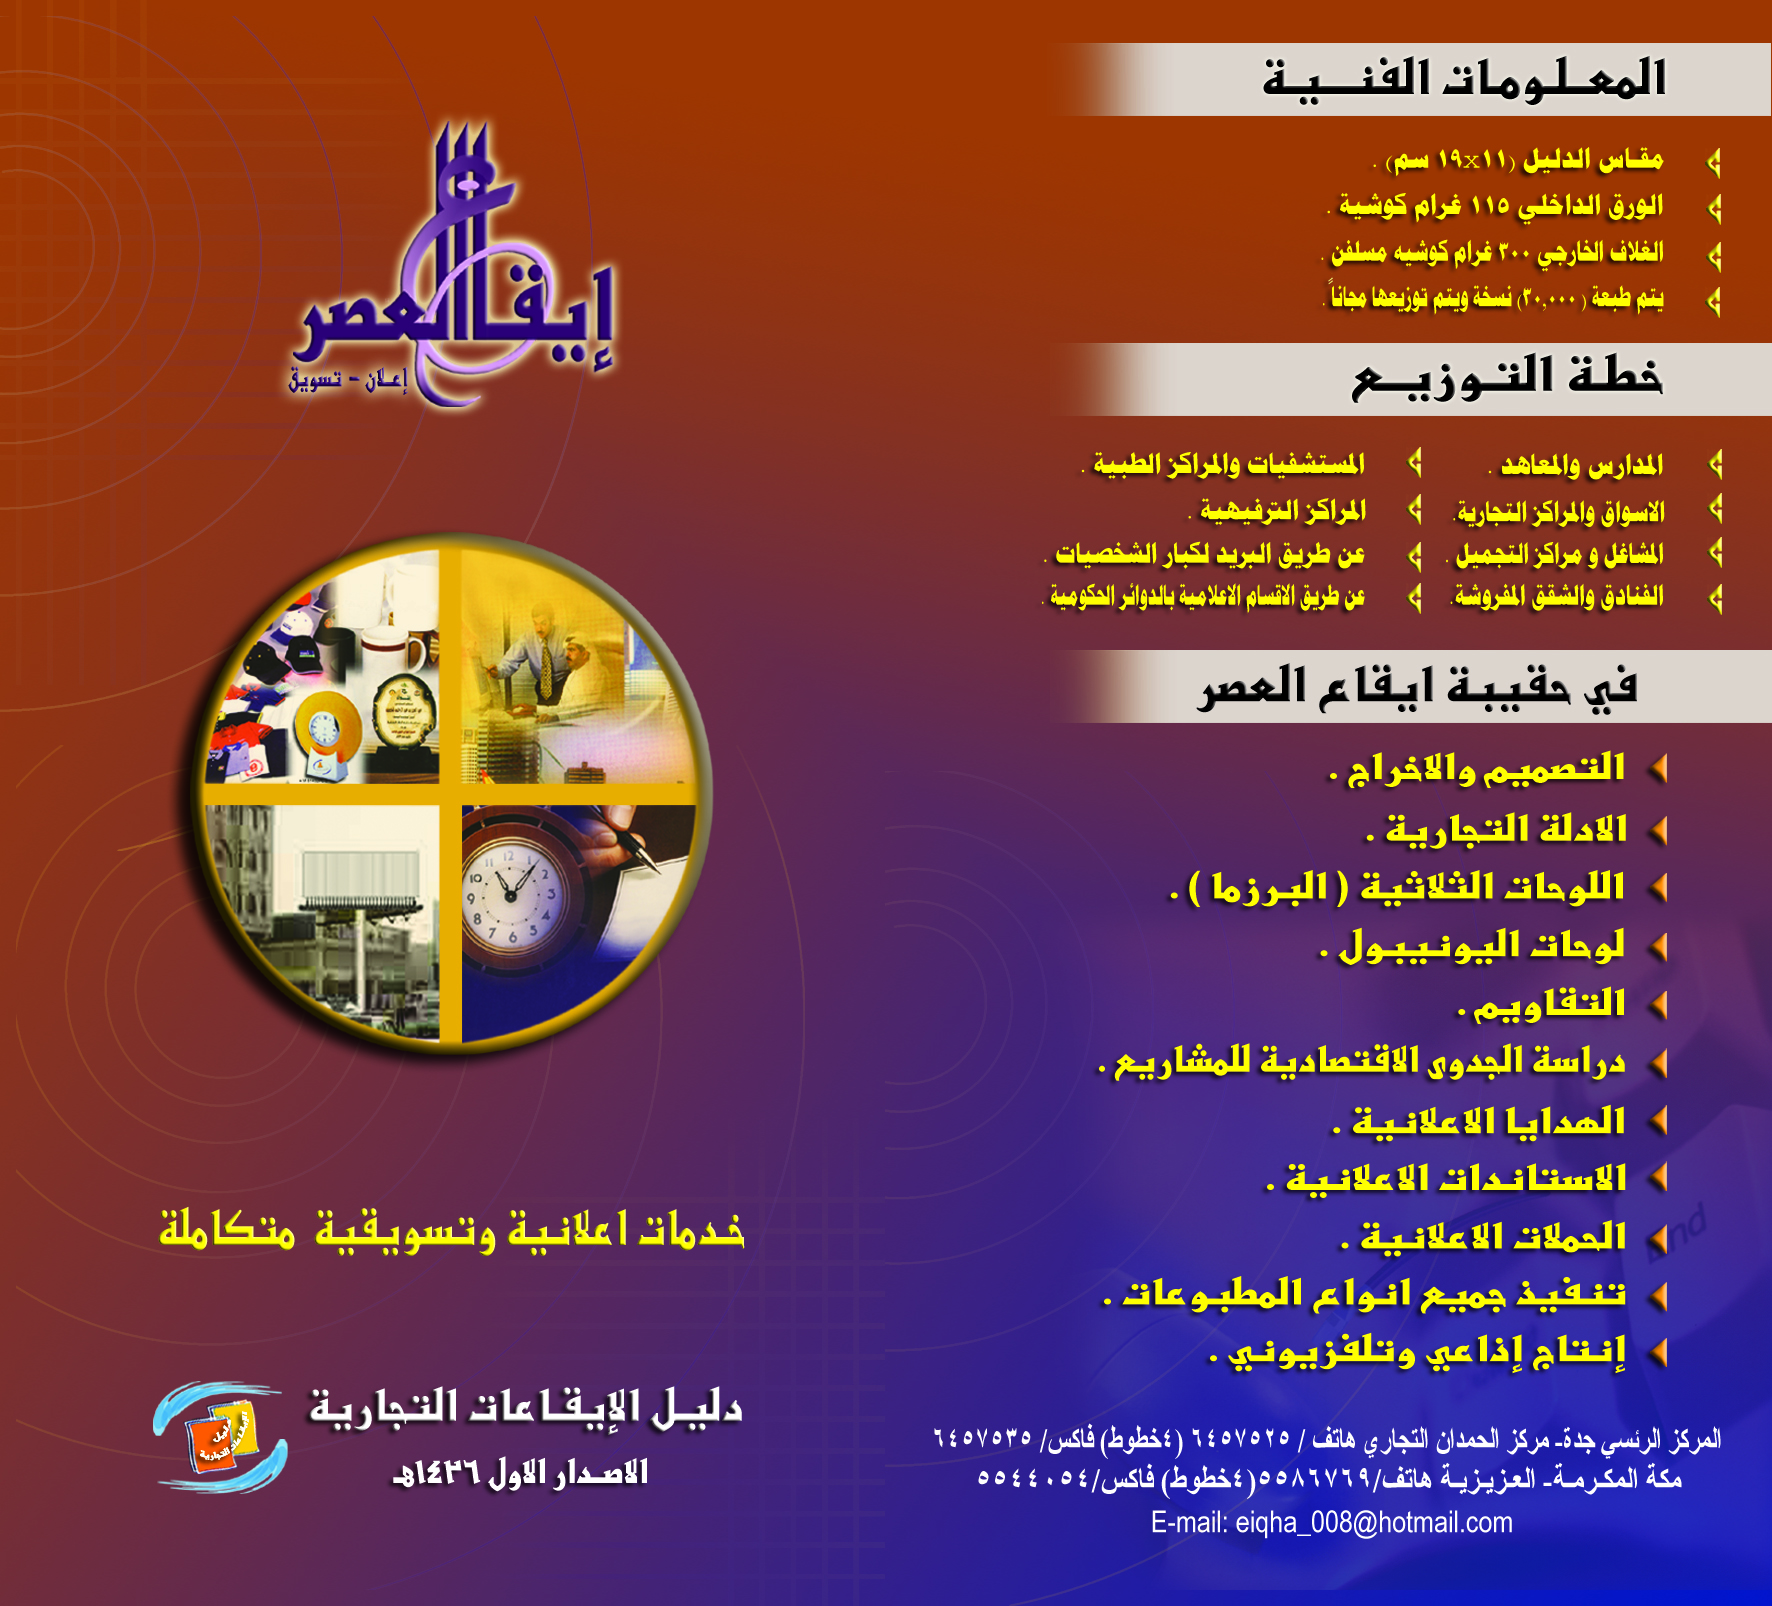 المعلومات الفنية
مقاس الدليل (١١x١٩ سم) .
الورق الداخلي ١١٥ غرام كوشية .
الغلاف الخارجي ٣٠٠ غرام كوشيه مسلفن .
يتم طبعة ( ٣٠,٠٠٠) نسخة ويتم توزيعها مجاناً .
خطة التوزيع
المدارس والمعاهد .
الاسواق والمراكز التجارية.
المشاغل و مراكز التجميل .
الفنادق والشقق المفروشة.
المستشفيات والمراكز الطبية .
المراكز الترفيهية .
عن طريق البريد لكبار الشخصيات .
عن طريق الاقسام الاعلامية بالدوائر الحكومية .
في حقيبة ايقاع العصر
التصميم والاخراج .
الادلة التجارية .
اللوحات الثلاثية ( البرزما ) .
لوحات اليونيبول .
التقاويم .
دراسة الجدوى الاقتصادية للمشاريع .
الهدايا الاعلانية .
الاستاندات الاعلانية .
الحملات الاعلانية .
تنفيذ جميع انواع المطبوعات .
إنتاج إذاعي وتلفزيوني .
المركز الرئسي جدة- مركز الحمدان التجاري هاتف / ٦٤٥٧٥٢٥ (٤خطوط) فاكس/ ٦٤٥٧٥٣٥
مكة المكرمة- العزيزية هاتف/٥٥٨٦٧٦٩(٤خطوط) فاكس/٥٥٤٤٠٥٤
E-mail: eiqha_008@hotmail.com
إيقاع العصر
إعلان - تسويق
خدمات اعلانية وتسويقية متكاملة
دليل الإيقاعات التجارية
الاصدار الاول ١٤٣٦هـ